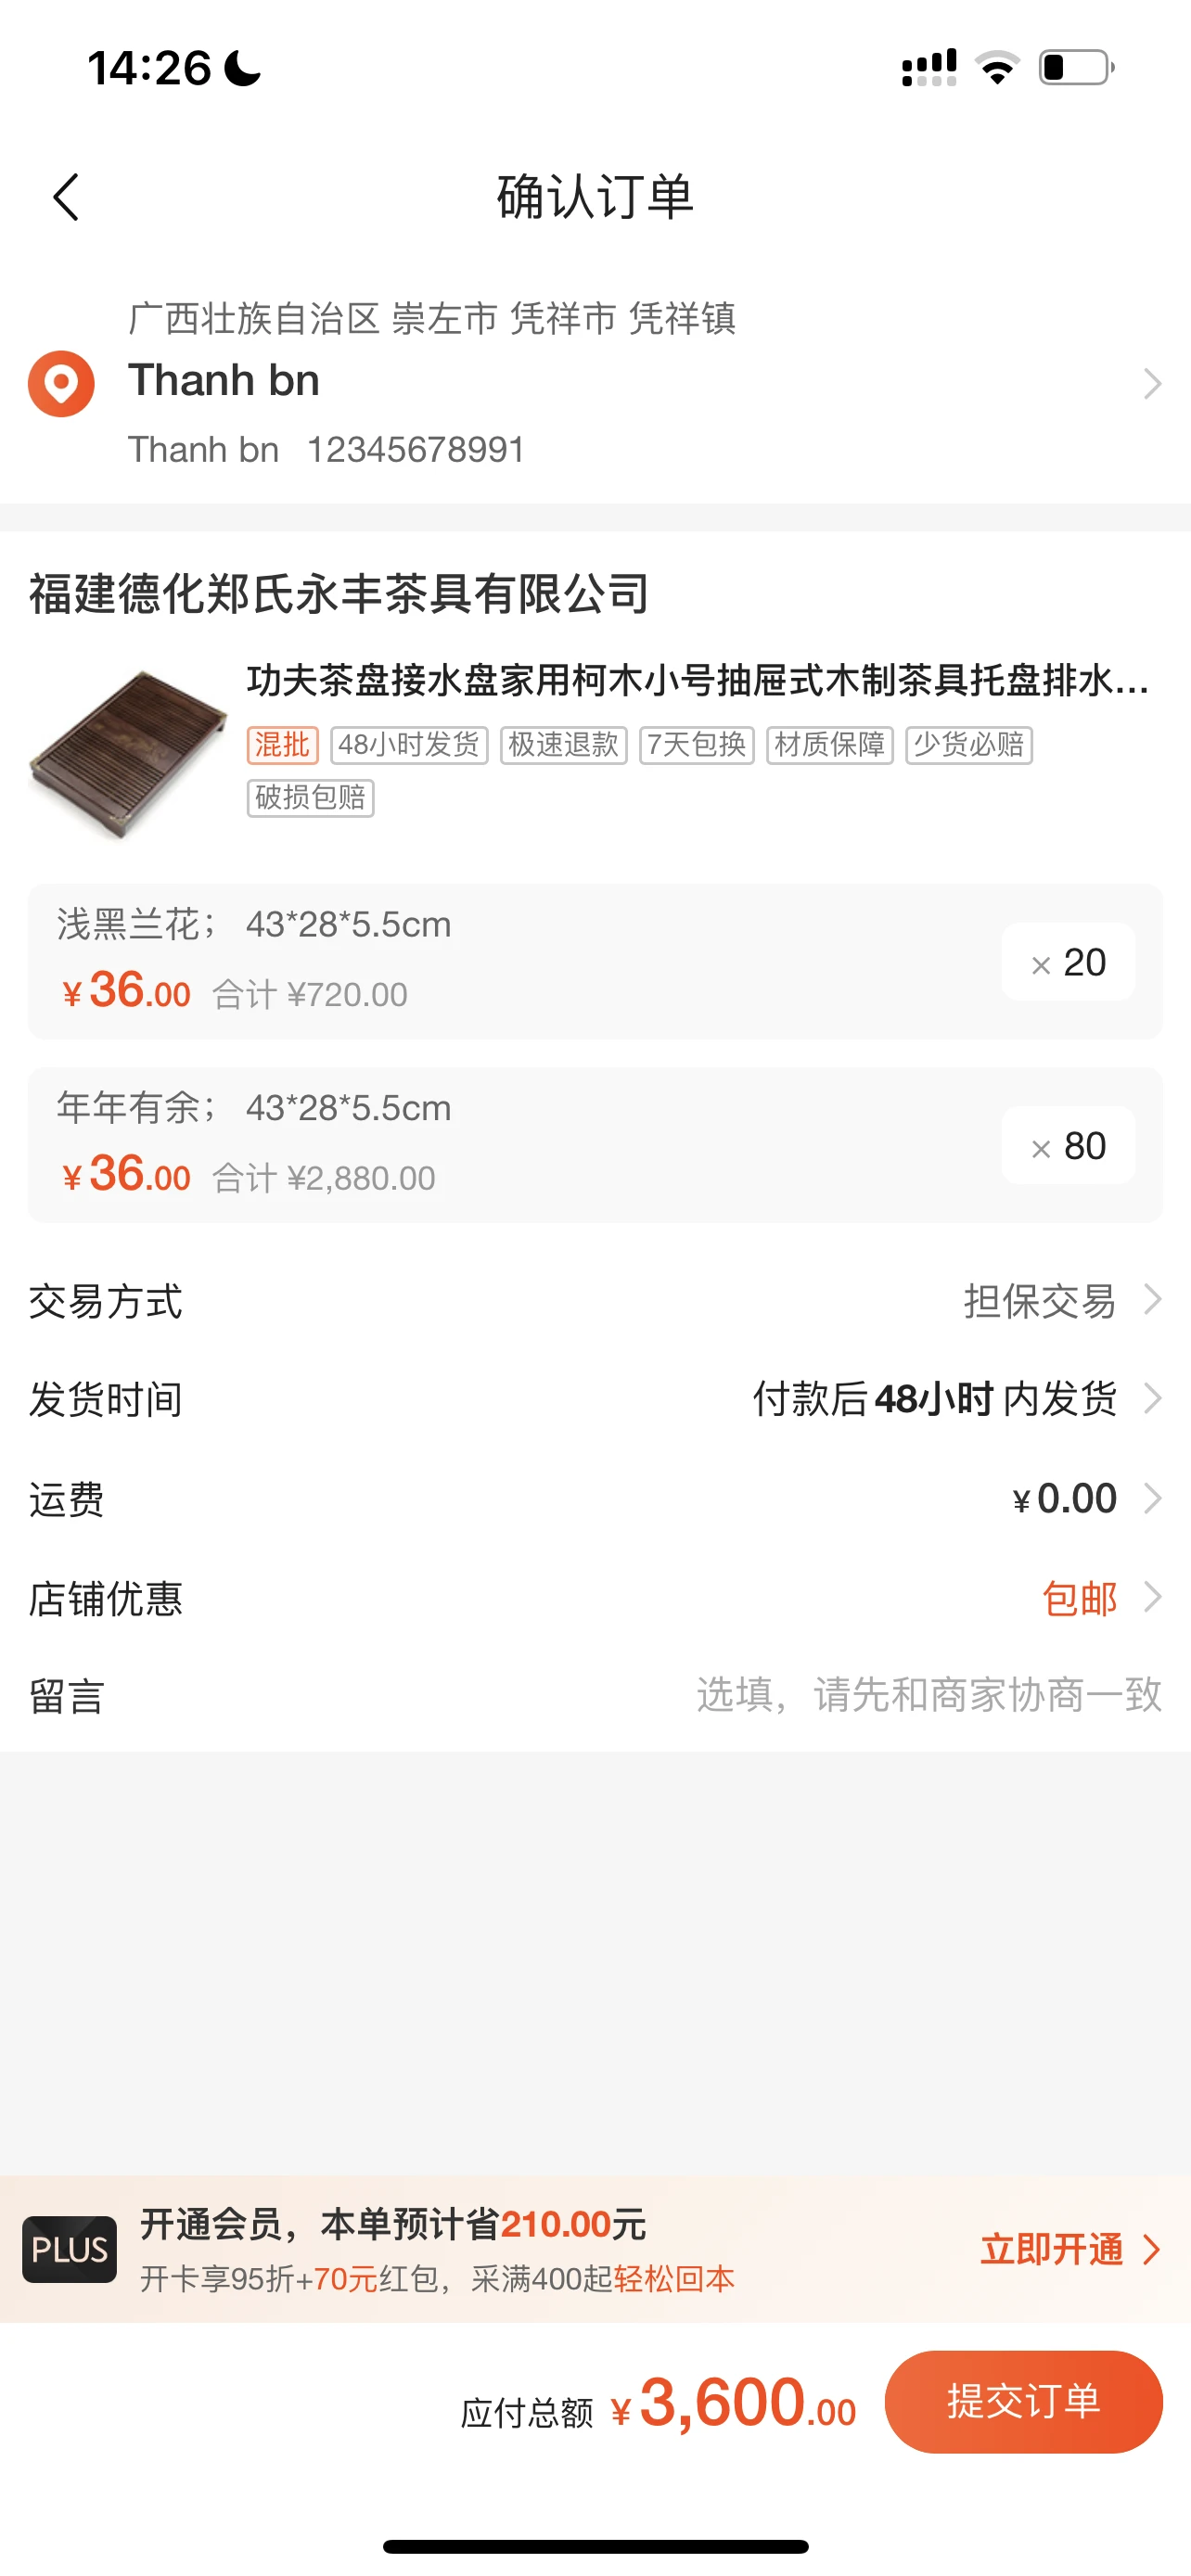 14:26
确认订单
广西壮族自治区 崇左市 凭祥市 凭祥镇
Thanh bn
Thanh bn 12345678991
福建德化郑氏永丰茶具有限公司
功夫茶盘接水盘家用柯木小号抽屉式木制茶具托盘排水...
混批 48小时发货 极速退款 7天包换 材质保障 少货必赔
破损包赔
浅黑兰花； 43*28*5.5cm
× 20
¥36.00 合计 ¥720.00
年年有余； 43*28*5.5cm
× 80
¥36.00 合计 ¥2,880.00
交易方式 担保交易
发货时间 付款后48小时内发货
运费 ¥0.00
店铺优惠 包邮
留言 选填，请先和商家协商一致
PLUS
开通会员，本单预计省210.00元
开卡享95折+70元红包，采满400起轻松回本
立即开通
应付总额 ¥3,600.00
提交订单